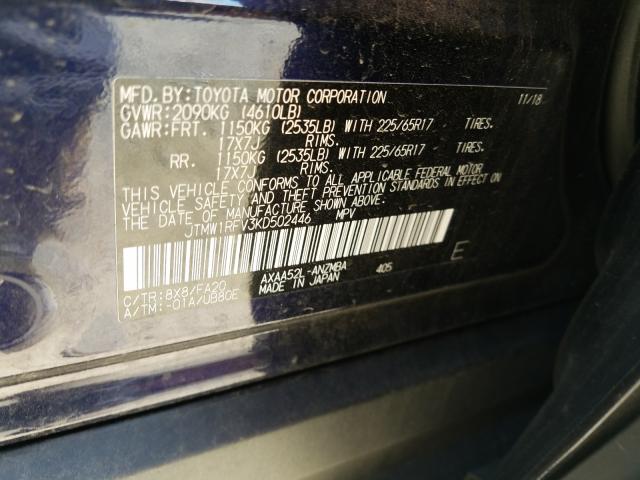 MFD.BY:TOYOTA MOTOR CORPORATION 11/18
GVWR:2090KG (4610LB)
GAWR:FRT. 1150KG (2535LB) WITH 225/65R17 TIRES.
17X7J RIMS.
RR. 1150KG (2535LB) WITH 225/65R17 TIRES.
17X7J RIMS.
THIS VEHICLE CONFORMS TO ALL APPLICABLE FEDERAL MOTOR
VEHICLE SAFETY AND THEFT PREVENTION STANDARDS IN EFFECT ON
THE DATE OF MANUFACTURE SHOWN ABOVE.
JTMW1RFV3KD502446 MPV
C/TR:8X8/FA20 AXAA52L-ANZMBA 405 E
A/TM:-01A/UB80E MADE IN JAPAN